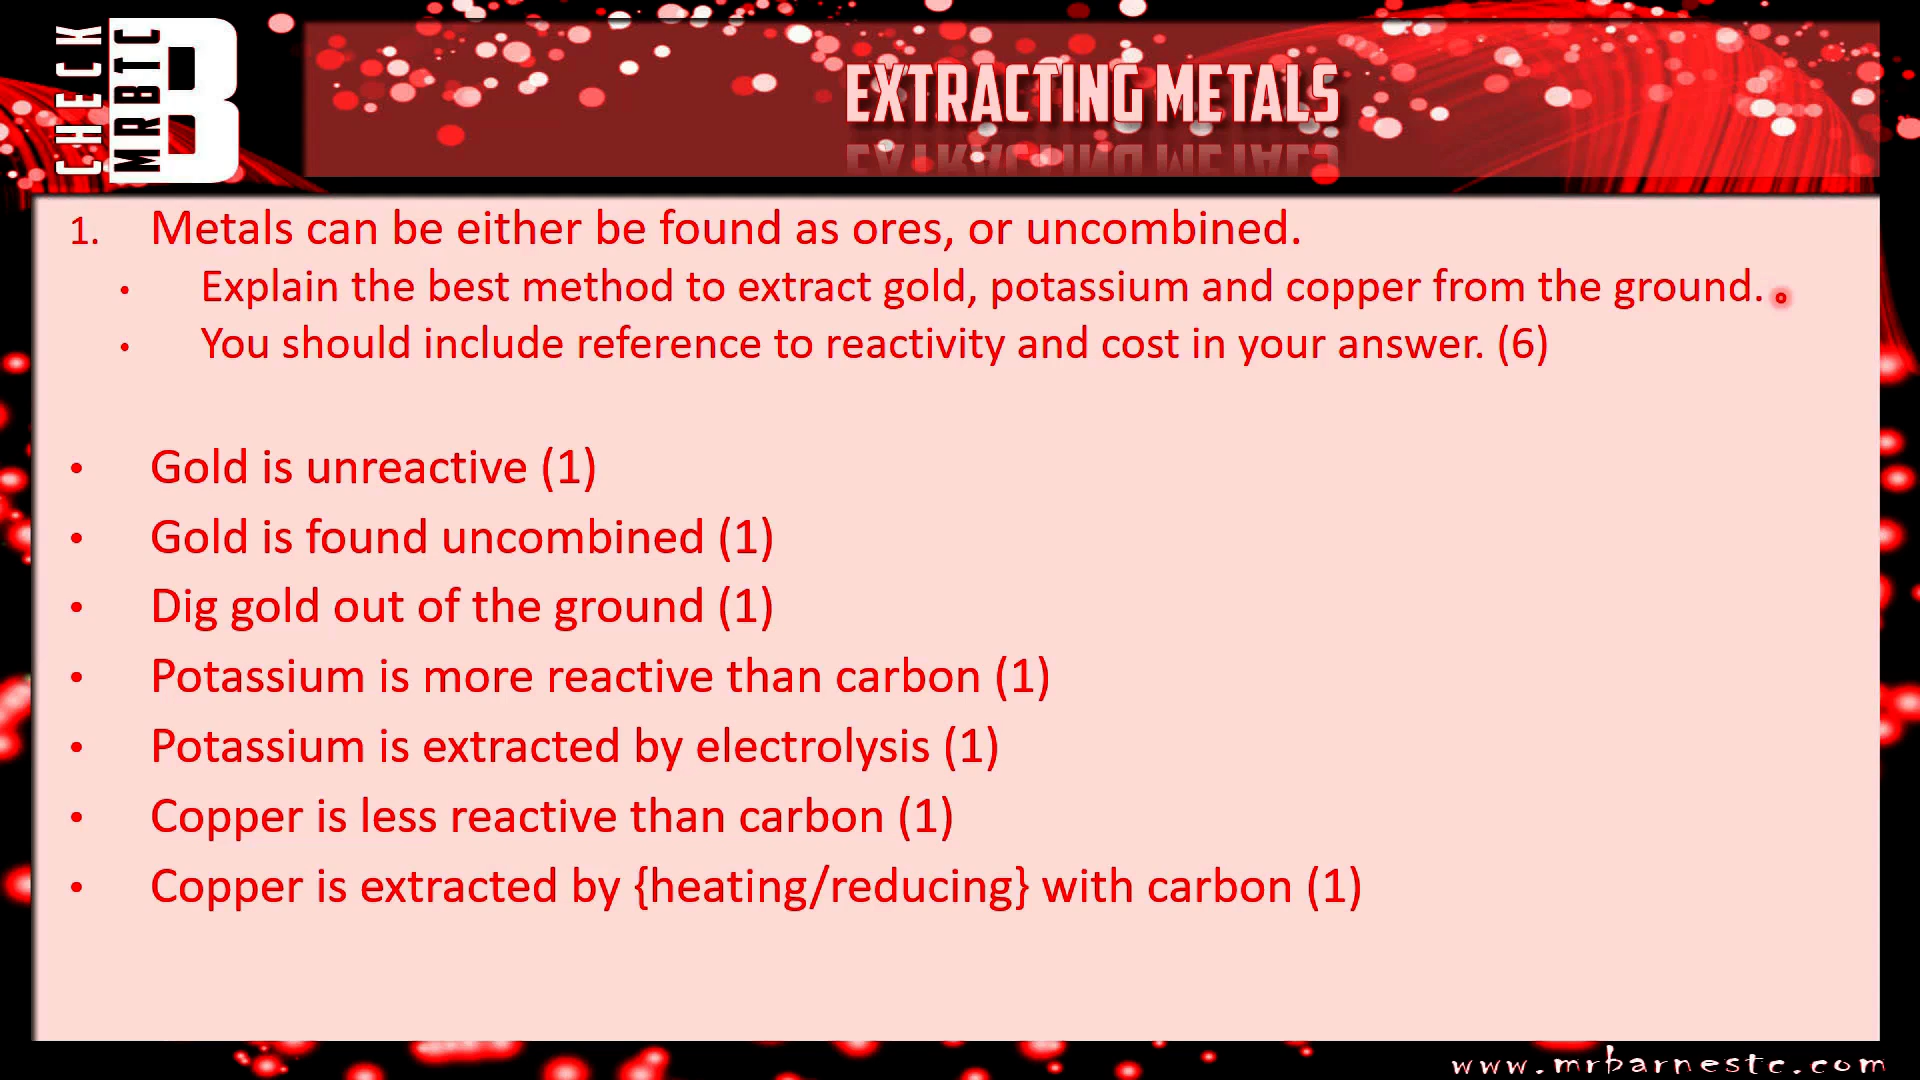 CHECK
MRBTC
B
EXTRACTING METALS
1. Metals can be either be found as ores, or uncombined.
• Explain the best method to extract gold, potassium and copper from the ground.
• You should include reference to reactivity and cost in your answer. (6)
• Gold is unreactive (1)
• Gold is found uncombined (1)
• Dig gold out of the ground (1)
• Potassium is more reactive than carbon (1)
• Potassium is extracted by electrolysis (1)
• Copper is less reactive than carbon (1)
• Copper is extracted by {heating/reducing} with carbon (1)
www.mrbarnestc.com